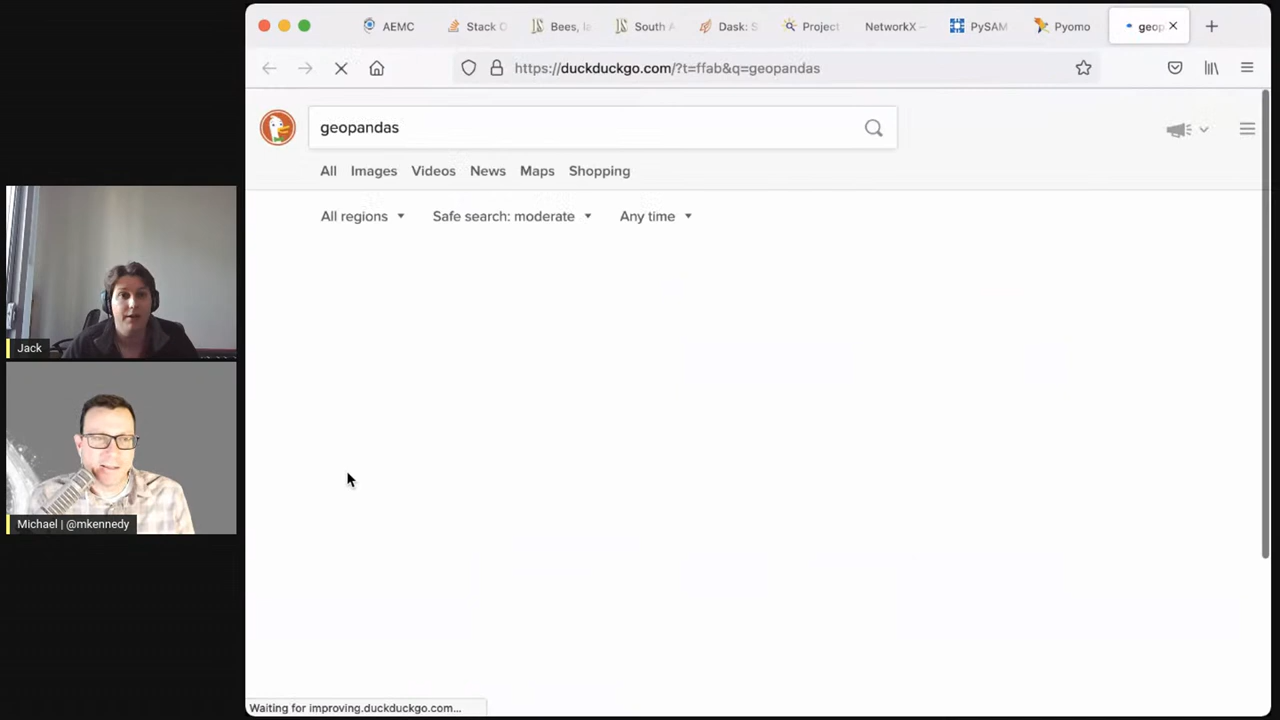 AEMC
Stack O
Bees, la
South A
Dask: S
Project
NetworkX –
PySAM
Pyomo
geop
https://duckduckgo.com/?t=ffab&q=geopandas
geopandas
All Images Videos News Maps Shopping
All regions Safe search: moderate Any time
Jack
Michael | @mkennedy
Waiting for improving.duckduckgo.com...